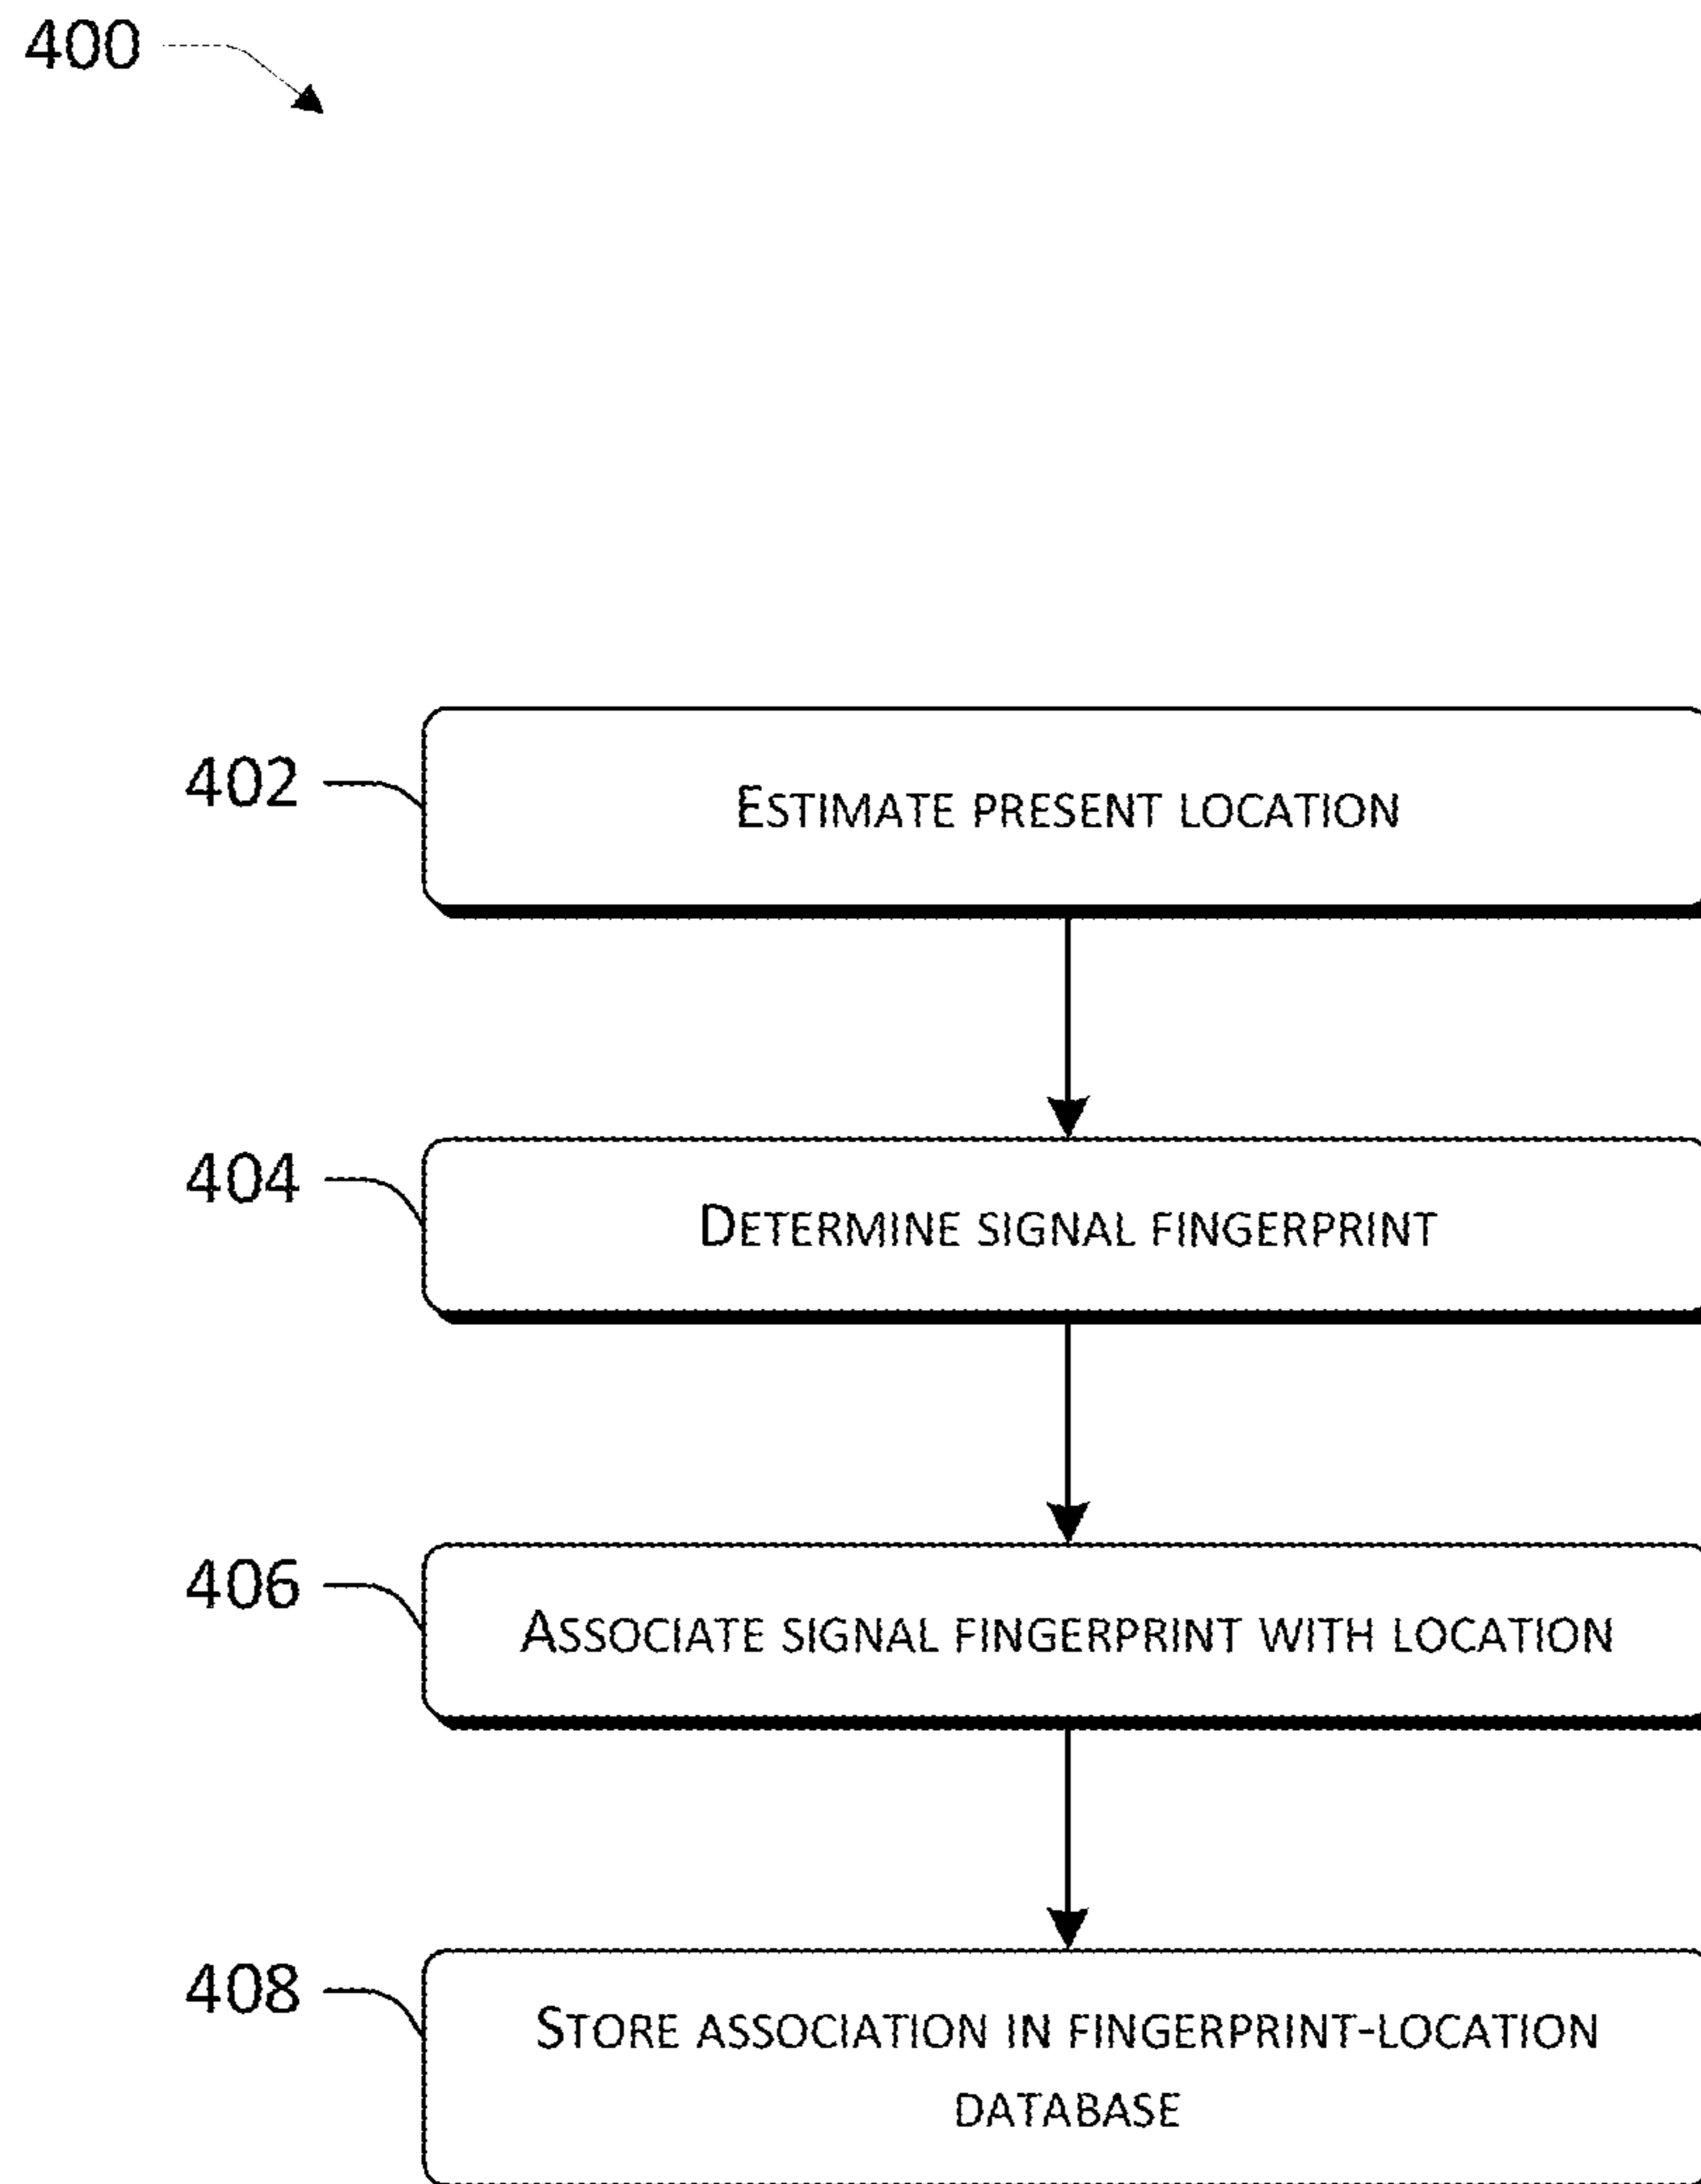 400
402
ESTIMATE PRESENT LOCATION
404
DETERMINE SIGNAL FINGERPRINT
406
ASSOCIATE SIGNAL FINGERPRINT WITH LOCATION
408
STORE ASSOCIATION IN FINGERPRINT-LOCATION
DATABASE